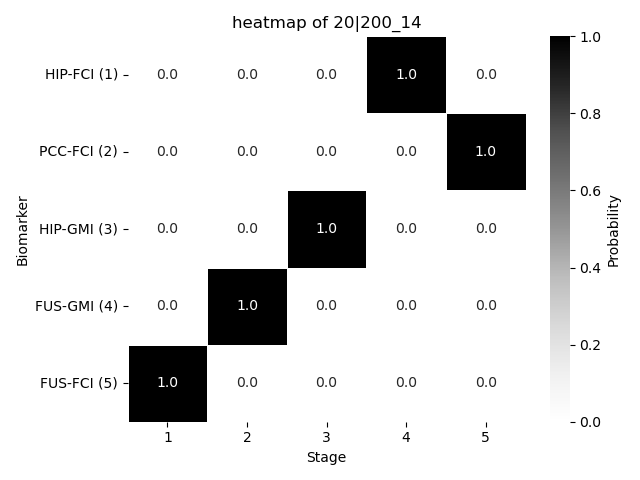 heatmap of 20|200_14
HIP-FCI (1) 0.0 0.0 0.0 1.0 0.0
PCC-FCI (2) 0.0 0.0 0.0 0.0 1.0
HIP-GMI (3) 0.0 0.0 1.0 0.0 0.0
FUS-GMI (4) 0.0 1.0 0.0 0.0 0.0
FUS-FCI (5) 1.0 0.0 0.0 0.0 0.0
1 2 3 4 5
Stage
Biomarker
1.0
0.8
0.6
0.4
0.2
0.0
Probability